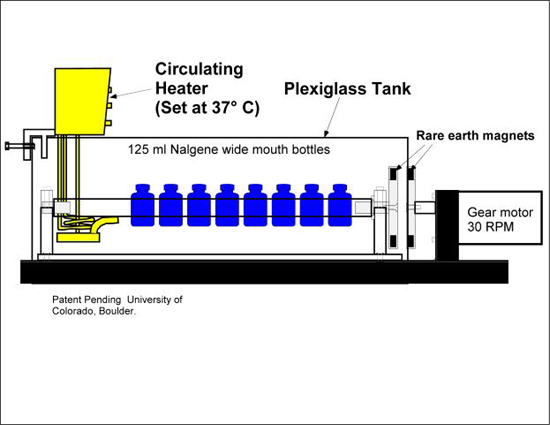 Circulating
Heater
(Set at 37° C)
Plexiglass Tank
Rare earth magnets
125 ml Nalgene wide mouth bottles
Gear motor
30 RPM
Patent Pending University of
Colorado, Boulder.